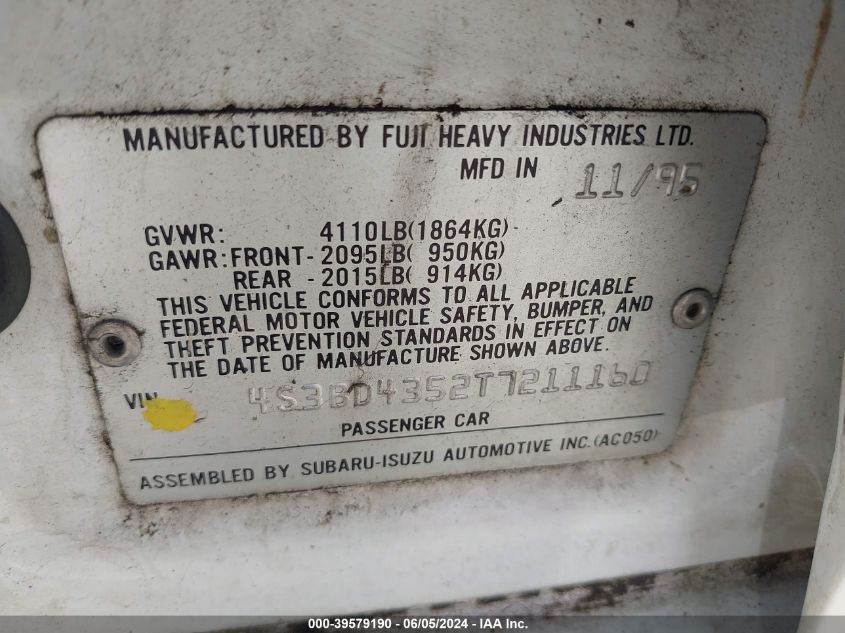 MANUFACTURED BY FUJI HEAVY INDUSTRIES LTD.
MFD IN 11/95
GVWR: 4110LB(1864KG)
GAWR:FRONT-2095LB( 950KG)
REAR -2015LB( 914KG)
THIS VEHICLE CONFORMS TO ALL APPLICABLE
FEDERAL MOTOR VEHICLE SAFETY, BUMPER, AND
THEFT PREVENTION STANDARDS IN EFFECT ON
THE DATE OF MANUFACTURE SHOWN ABOVE.
VIN 4S3BD4352T7211160
PASSENGER CAR
ASSEMBLED BY SUBARU-ISUZU AUTOMOTIVE INC.(AC050)
000-39579190 - 06/05/2024 - IAA Inc.